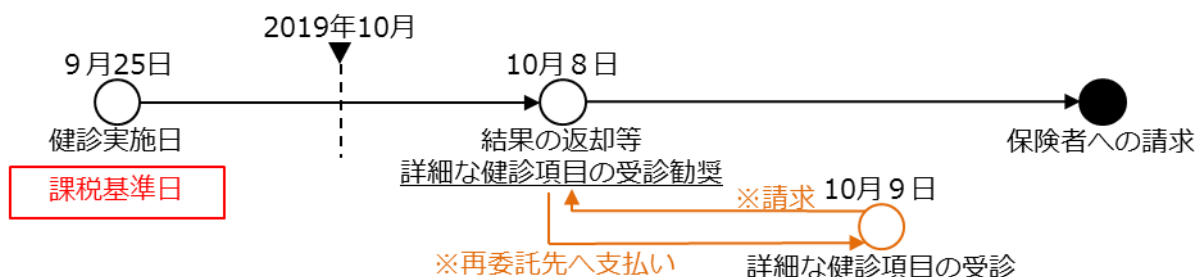 2019年10月
9月25日
10月8日
健診実施日
結果の返却等
保険者への請求
課税基準日
詳細な健診項目の受診勧奨
※請求
10月9日
※再委託先へ支払い
詳細な健診項目の受診